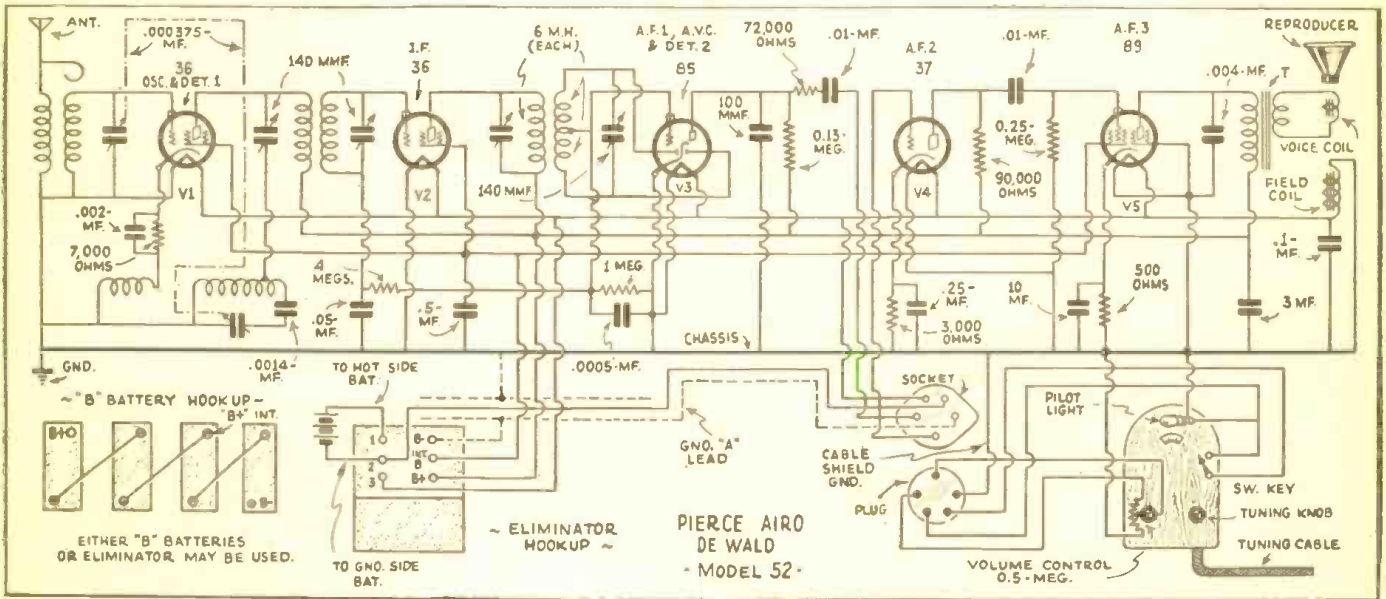 ANT.
.000375-
MF.
36
OSC. & DET. 1
140 MMF.
I.F.
36
6 M.H.
(EACH)
A.F.1, A.V.C.
& DET. 2
85
72,000
OHMS
.01-MF.
A.F.2
37
.01-MF.
A.F.3
89
REPRODUCER
.004-MF.
T
100
MMF.
0.13-
MEG.
0.25-
MEG.
90,000
OHMS
VOICE COIL
FIELD
COIL
V1
V2
140 MMF.
V3
V4
V5
.002-
MF.
7,000
OHMS
4
MEGS.
1 MEG.
.1-
MF.
.05-
MF.
.5-
MF.
.25-
MF.
3,000
OHMS
10
MF.
500
OHMS
3 MF.
CHASSIS
GND.
.0014-
MF.
TO HOT SIDE
BAT.
.0005-MF.
~ "B" BATTERY HOOKUP ~
"B+" INT.
B+
B-
1
2
3
B-
INT.
B
B+
GND. "A"
LEAD
SOCKET
CABLE
SHIELD
GND.
PLUG
PILOT
LIGHT
SW. KEY
TUNING KNOB
TUNING CABLE
VOLUME CONTROL
0.5-MEG.
EITHER "B" BATTERIES
OR ELIMINATOR MAY BE USED.
TO GND. SIDE
BAT.
~ ELIMINATOR
HOOKUP ~
PIERCE AIRO
DE WALD
- MODEL 52 -